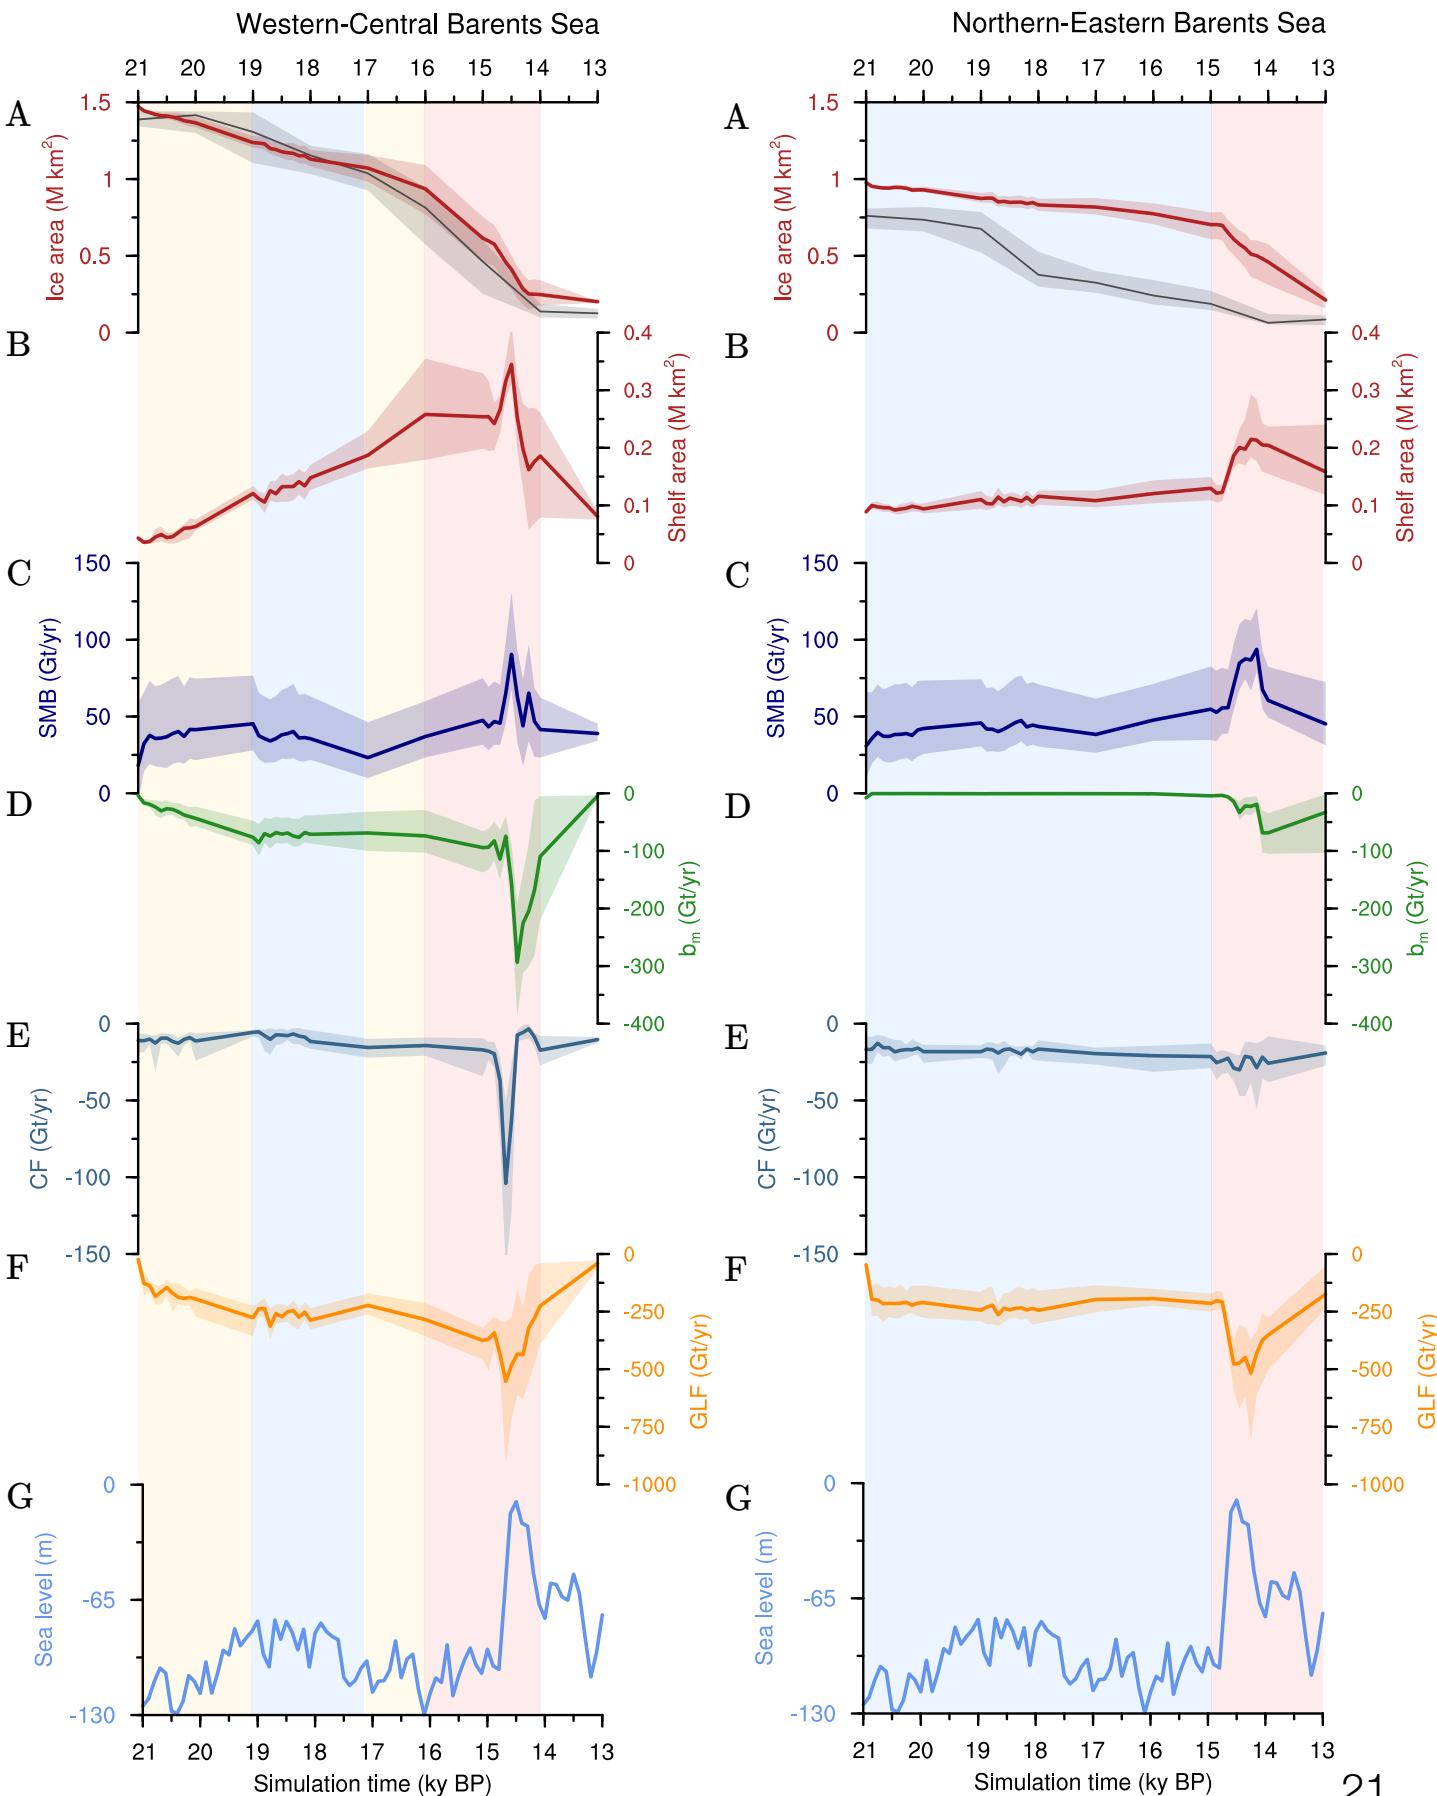 Western-Central Barents Sea
21 20 19 18 17 16 15 14 13
A
Ice area (M km²)
1.5
1
0.5
0
B
Shelf area (M km²)
0.4
0.3
0.2
0.1
0
C
SMB (Gt/yr)
150
100
50
0
D
bₘ (Gt/yr)
0
-100
-200
-300
-400
E
CF (Gt/yr)
0
-50
-100
-150
F
GLF (Gt/yr)
0
-250
-500
-750
-1000
G
Sea level (m)
0
-65
-130
21 20 19 18 17 16 15 14 13
Simulation time (ky BP)
Northern-Eastern Barents Sea
21 20 19 18 17 16 15 14 13
A
Ice area (M km²)
1.5
1
0.5
0
B
Shelf area (M km²)
0.4
0.3
0.2
0.1
0
C
SMB (Gt/yr)
150
100
50
0
D
bₘ (Gt/yr)
0
-100
-200
-300
-400
E
CF (Gt/yr)
0
-50
-100
-150
F
GLF (Gt/yr)
0
-250
-500
-750
-1000
G
Sea level (m)
0
-65
-130
21 20 19 18 17 16 15 14 13
Simulation time (ky BP)
21